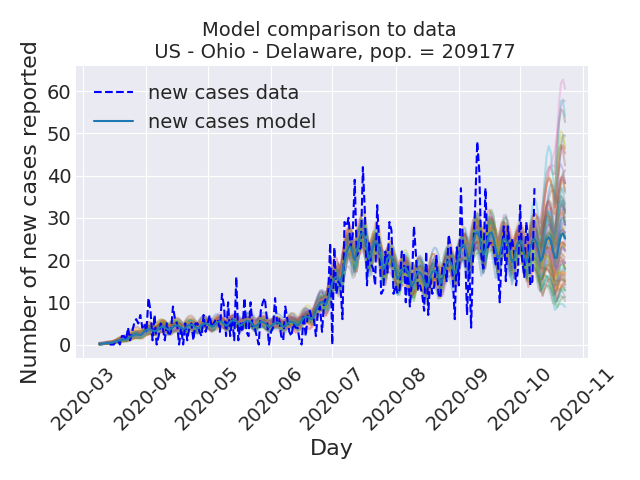 Model comparison to data
US - Ohio - Delaware, pop. = 209177
Number of new cases reported
60
50
40
30
20
10
0
new cases data
new cases model
2020-03
2020-04
2020-05
2020-06
2020-07
2020-08
2020-09
2020-10
2020-11
Day